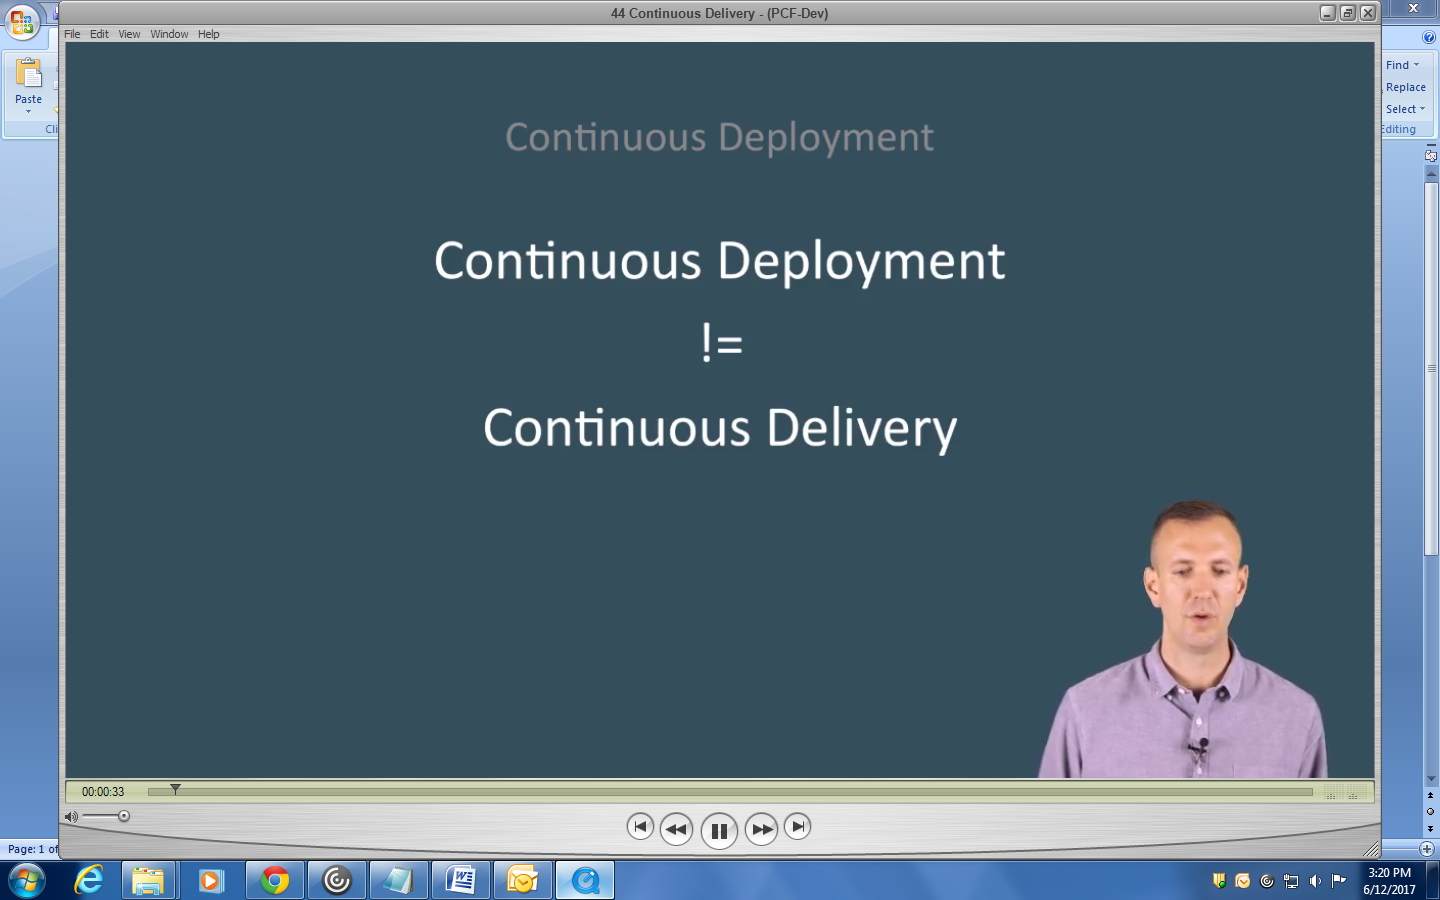 44 Continuous Delivery - (PCF-Dev)
File Edit View Window Help
Paste
Cli
Find
Replace
Select
Editing
Continuous Deployment
Continuous Deployment
!=
Continuous Delivery
00:00:33
Page: 1 of
3:20 PM
6/12/2017